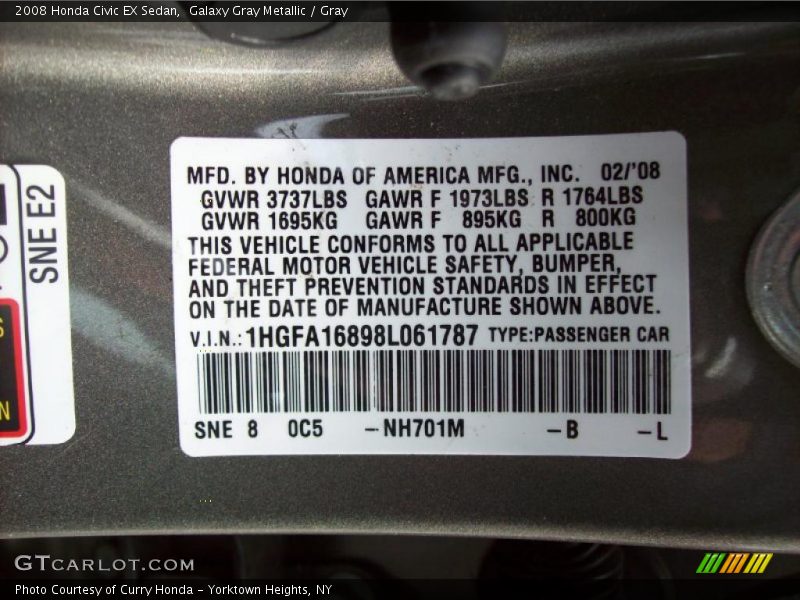 2008 Honda Civic EX Sedan,  Galaxy Gray Metallic / Gray
MFD. BY HONDA OF AMERICA MFG., INC. 02/'08
GVWR 3737LBS GAWR F 1973LBS R 1764LBS
GVWR 1695KG GAWR F 895KG R 800KG
THIS VEHICLE CONFORMS TO ALL APPLICABLE
FEDERAL MOTOR VEHICLE SAFETY, BUMPER,
AND THEFT PREVENTION STANDARDS IN EFFECT
ON THE DATE OF MANUFACTURE SHOWN ABOVE.
V.I.N.: 1HGFA16898L061787 TYPE:PASSENGER CAR
SNE 8 0C5 -NH701M -B -L
SNE E2
GTCARLOT.COM
Photo Courtesy of Curry Honda - Yorktown Heights, NY